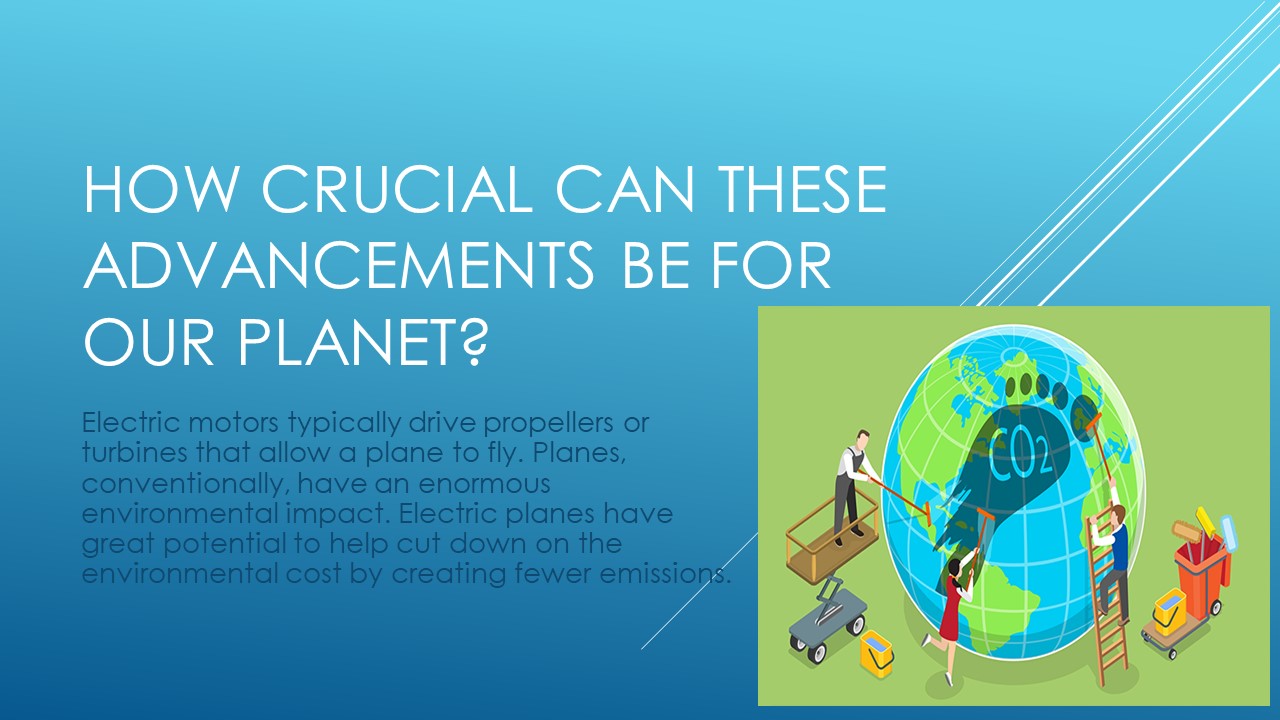 HOW CRUCIAL CAN THESE
ADVANCEMENTS BE FOR
OUR PLANET?
Electric motors typically drive propellers or
turbines that allow a plane to fly. Planes,
conventionally, have an enormous
environmental impact. Electric planes have
great potential to help cut down on the
environmental cost by creating fewer emissions.
CO2